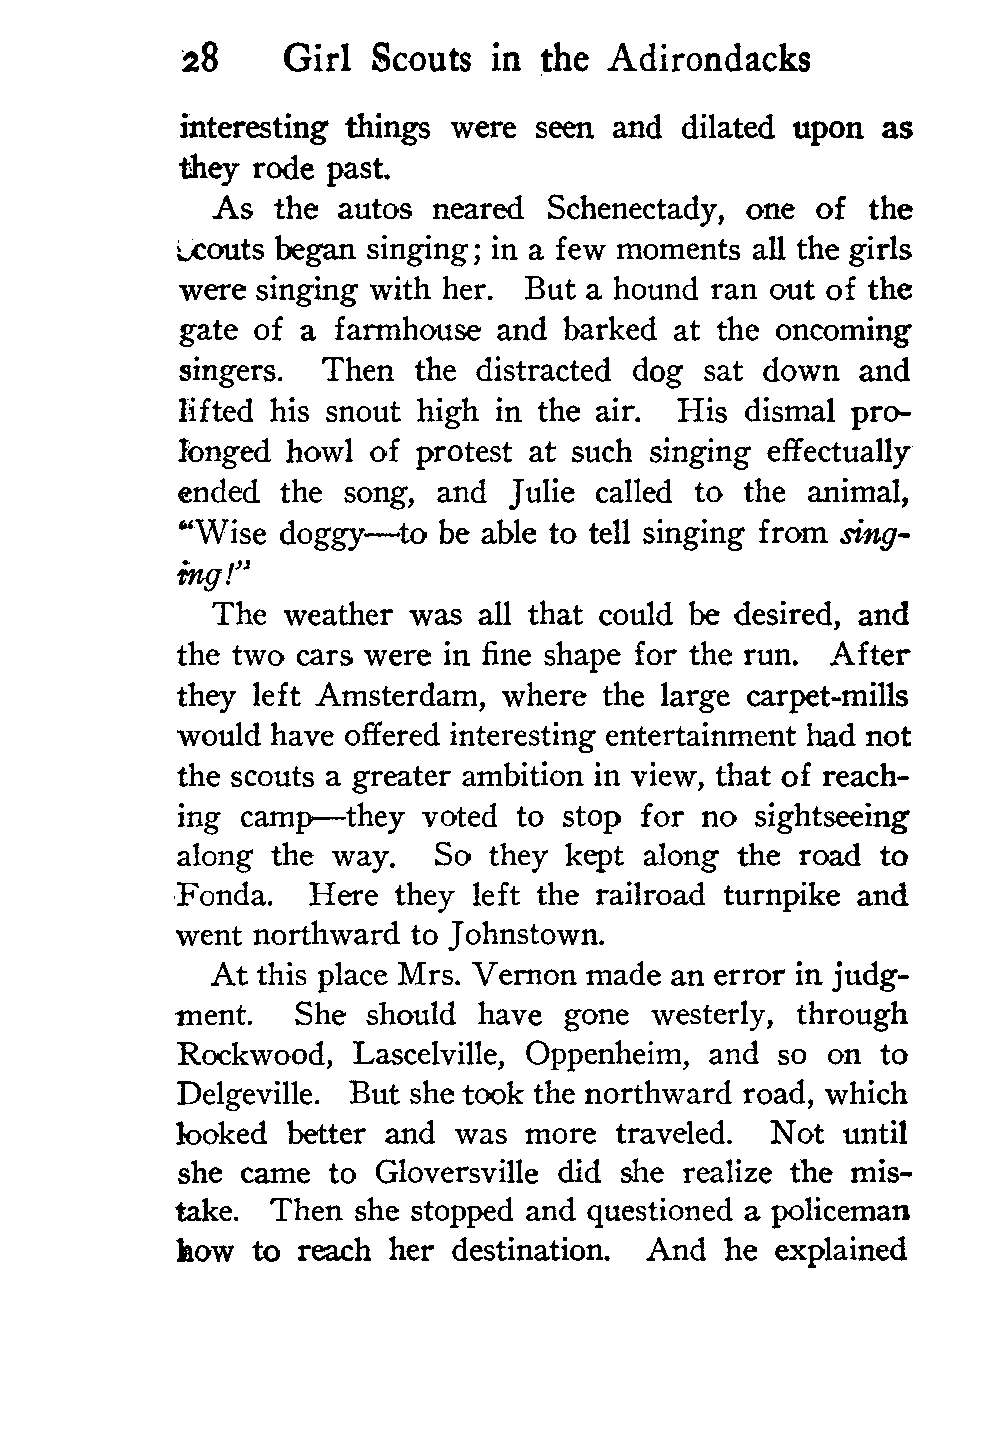 28 Girl Scouts in the Adirondacks
interesting things were seen and dilated upon as
they rode past.
As the autos neared Schenectady, one of the
scouts began singing; in a few moments all the girls
were singing with her. But a hound ran out of the
gate of a farmhouse and barked at the oncoming
singers. Then the distracted dog sat down and
lifted his snout high in the air. His dismal pro-
longed howl of protest at such singing effectually
ended the song, and Julie called to the animal,
“Wise doggy—to be able to tell singing from sing-
ing!”
The weather was all that could be desired, and
the two cars were in fine shape for the run. After
they left Amsterdam, where the large carpet-mills
would have offered interesting entertainment had not
the scouts a greater ambition in view, that of reach-
ing camp—they voted to stop for no sightseeing
along the way. So they kept along the road to
Fonda. Here they left the railroad turnpike and
went northward to Johnstown.
At this place Mrs. Vernon made an error in judg-
ment. She should have gone westerly, through
Rockwood, Lascelville, Oppenheim, and so on to
Delgeville. But she took the northward road, which
looked better and was more traveled. Not until
she came to Gloversville did she realize the mis-
take. Then she stopped and questioned a policeman
how to reach her destination. And he explained